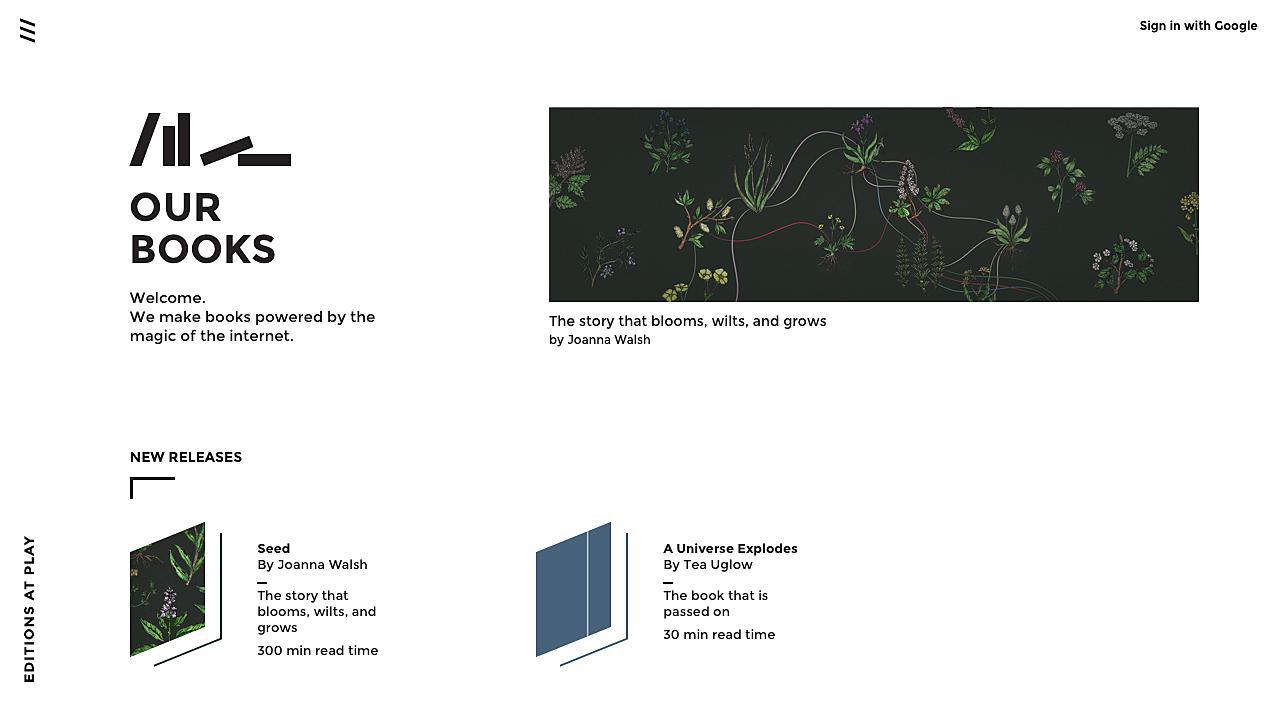 Sign in with Google
OUR
BOOKS
Welcome.
We make books powered by the
magic of the internet.
The story that blooms, wilts, and grows
by Joanna Walsh
NEW RELEASES
Seed
By Joanna Walsh
The story that
blooms, wilts, and
grows
300 min read time
A Universe Explodes
By Tea Uglow
The book that is
passed on
30 min read time
EDITIONS AT PLAY